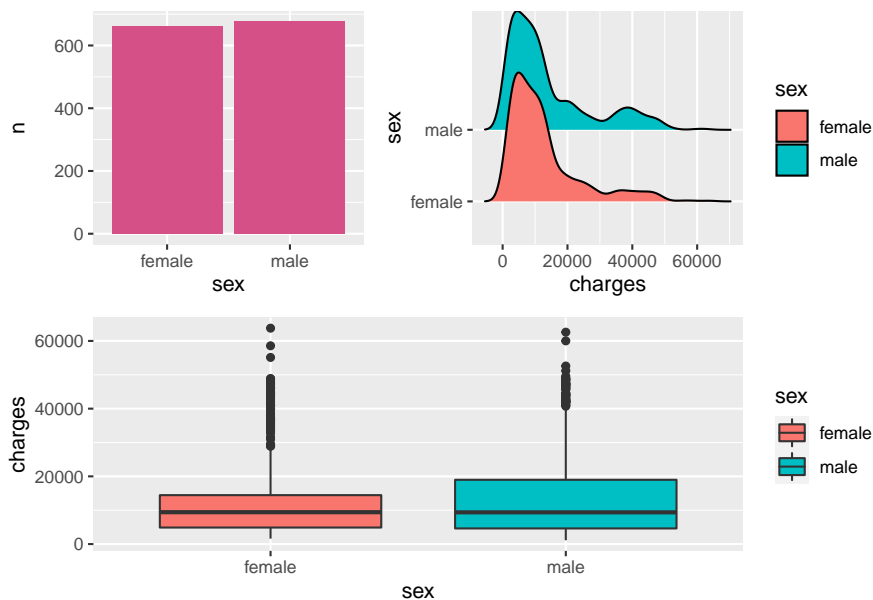 n
600
400
200
0
female male
sex
sex
male
female
0 20000 40000 60000
charges
sex
female
male
charges
60000
40000
20000
0
female male
sex
sex
female
male